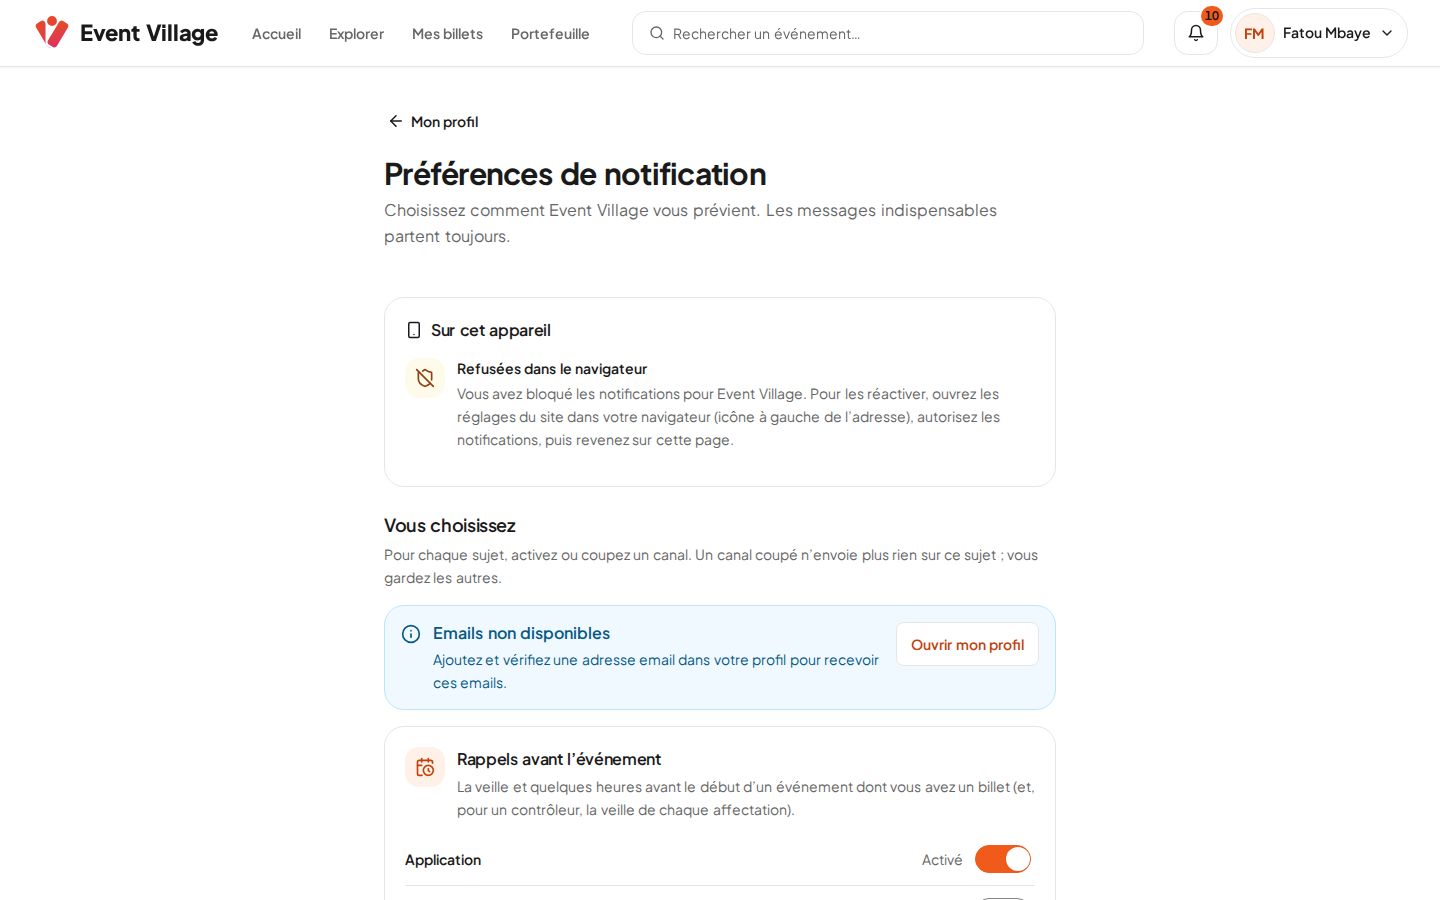 Event Village
Accueil
Explorer
Mes billets
Portefeuille
Rechercher un événement…
10
FM
Fatou Mbaye
Mon profil
Préférences de notification
Choisissez comment Event Village vous prévient. Les messages indispensables
partent toujours.
Sur cet appareil
Refusées dans le navigateur
Vous avez bloqué les notifications pour Event Village. Pour les réactiver, ouvrez les
réglages du site dans votre navigateur (icône à gauche de l’adresse), autorisez les
notifications, puis revenez sur cette page.
Vous choisissez
Pour chaque sujet, activez ou coupez un canal. Un canal coupé n’envoie plus rien sur ce sujet ; vous
gardez les autres.
Emails non disponibles
Ajoutez et vérifiez une adresse email dans votre profil pour recevoir
ces emails.
Ouvrir mon profil
Rappels avant l’événement
La veille et quelques heures avant le début d’un événement dont vous avez un billet (et,
pour un contrôleur, la veille de chaque affectation).
Application
Activé